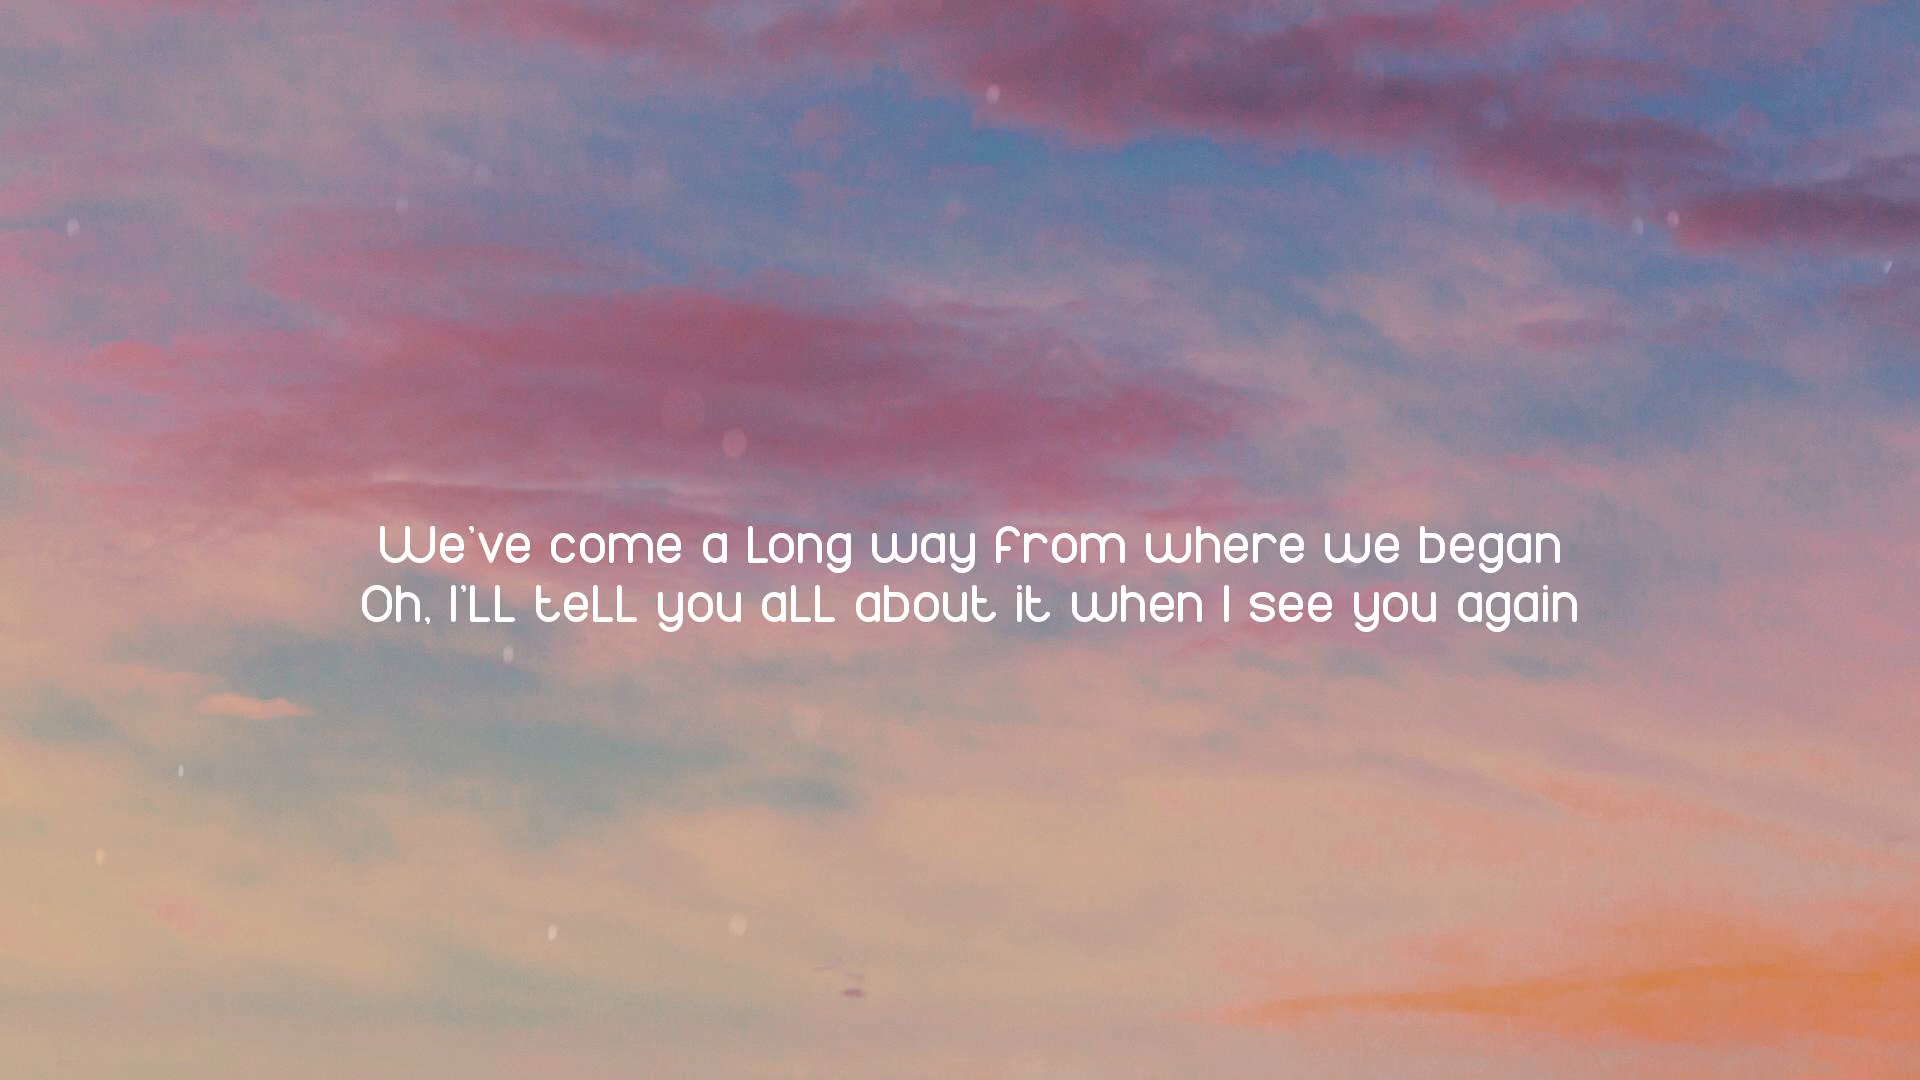 We've come a long way from where we began
Oh, I'll tell you all about it when I see you again